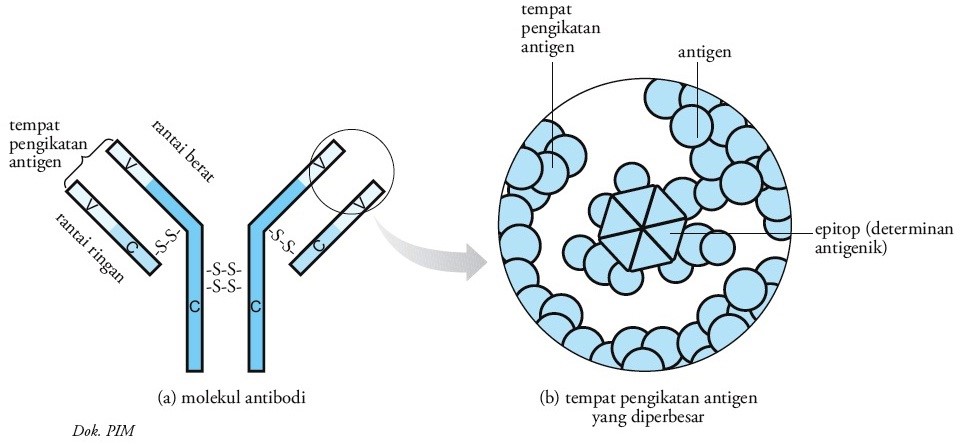 tempat
pengikatan
antigen
rantai berat
V
V
C
rantai ringan
-S-S-
C
-S-S-
-S-S-
V
V
-S-S-
C
C
(a) molekul antibodi
Dok. PIM
tempat
pengikatan
antigen
antigen
epitop (determinan
antigenik)
(b) tempat pengikatan antigen
yang diperbesar